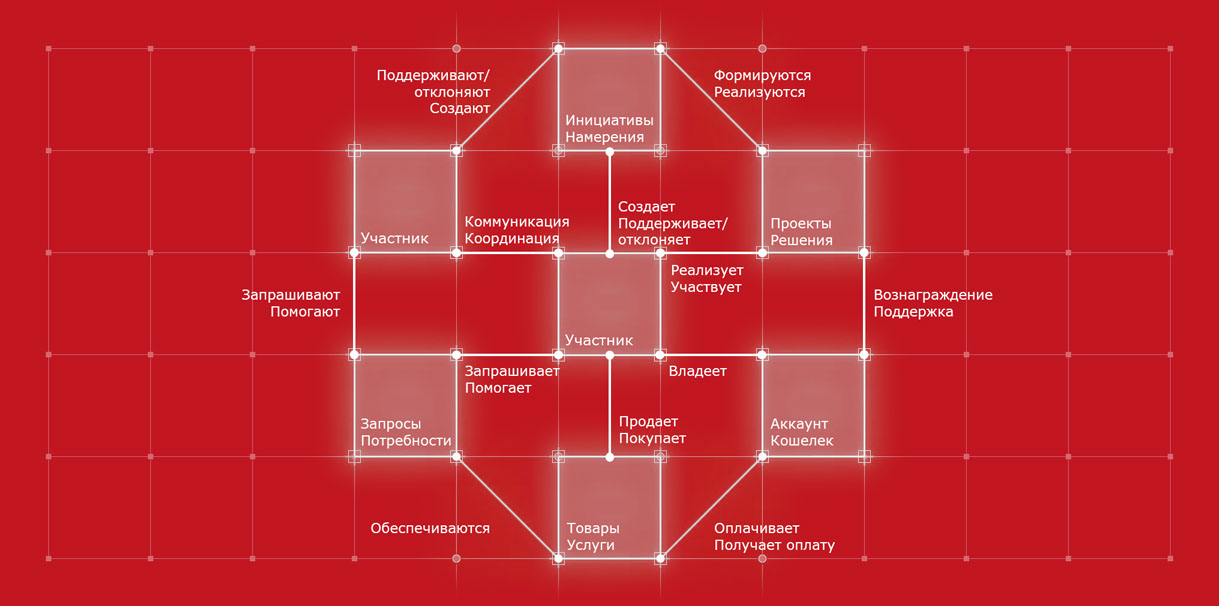 Поддерживают/
отклоняют
Создают
Формируются
Реализуются
Инициативы
Намерения
Участник
Коммуникация
Координация
Создает
Поддерживает/
отклоняет
Проекты
Решения
Реализует
Участвует
Запрашивают
Помогают
Вознаграждение
Поддержка
Участник
Запрашивает
Помогает
Владеет
Запросы
Потребности
Продает
Покупает
Аккаунт
Кошелек
Обеспечиваются
Товары
Услуги
Оплачивает
Получает оплату